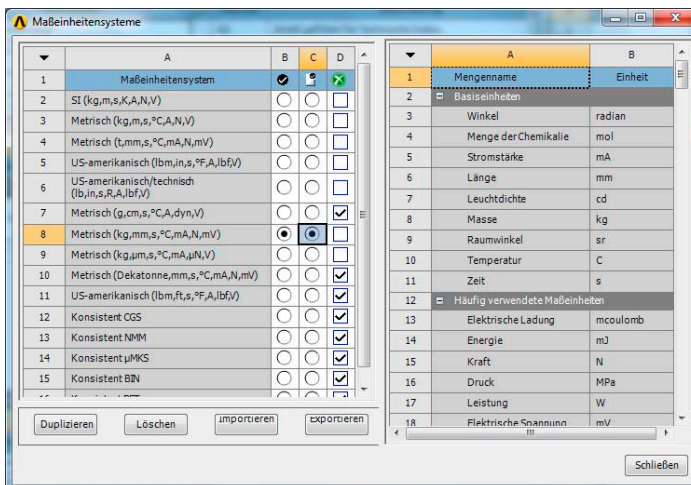 Maßeinheitensysteme
A B C D
1 Maßeinheitensystem
2 SI (kg,m,s,K,A,N,V)
3 Metrisch (kg,m,s,°C,A,N,V)
4 Metrisch (t,mm,s,°C,mA,N,mV)
5 US-amerikanisch (lbm,in,s,°F,A,lbf,V)
6 US-amerikanisch/technisch
(lb,in,s,R,A,lbf,V)
7 Metrisch (g,cm,s,°C,A,dyn,V)
8 Metrisch (kg,mm,s,°C,mA,N,mV)
9 Metrisch (kg,µm,s,°C,mA,µN,V)
10 Metrisch (Dekatonne,mm,s,°C,mA,N,mV)
11 US-amerikanisch (lbm,ft,s,°F,A,lbf,V)
12 Konsistent CGS
13 Konsistent NMM
14 Konsistent µMKS
15 Konsistent BIN
Duplizieren Löschen Importieren Exportieren
A B
1 Mengenname Einheit
2 Basiseinheiten
3 Winkel radian
4 Menge der Chemikalie mol
5 Stromstärke mA
6 Länge mm
7 Leuchtdichte cd
8 Masse kg
9 Raumwinkel sr
10 Temperatur C
11 Zeit s
12 Häufig verwendete Maßeinheiten
13 Elektrische Ladung mcoulomb
14 Energie mJ
15 Kraft N
16 Druck MPa
17 Leistung W
18 Elektrische Spannung mV
Schließen